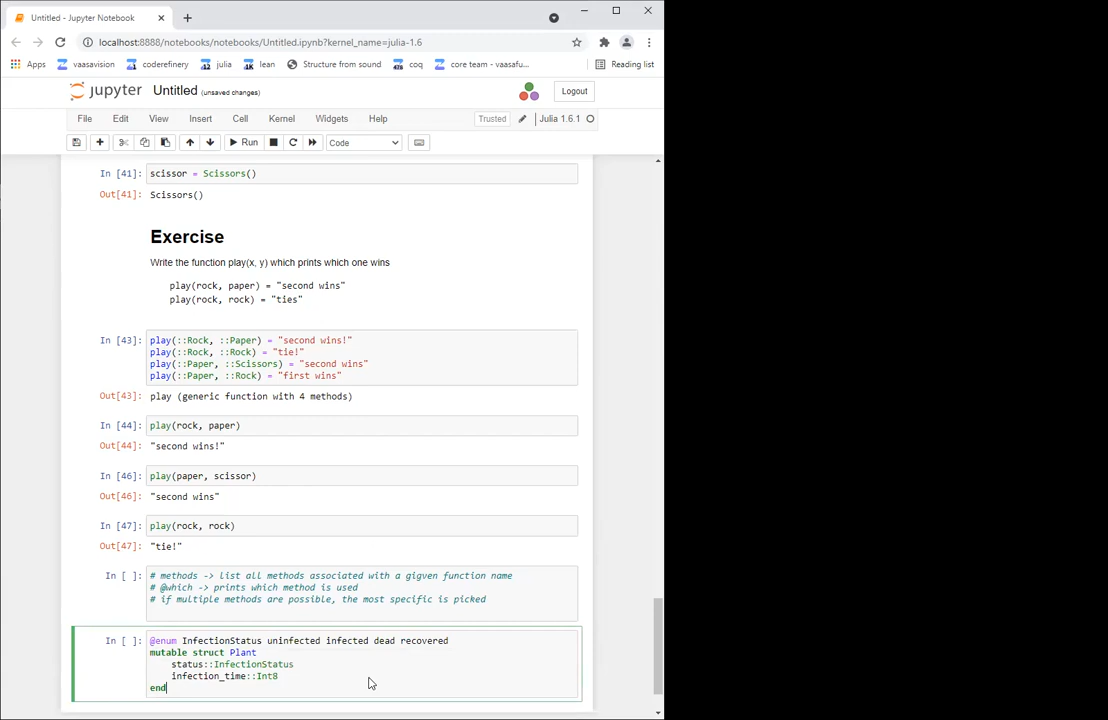 Untitled - Jupyter Notebook
localhost:8888/notebooks/notebooks/Untitled.ipynb?kernel_name=julia-1.6
Apps vaasavision coderefinery julia lean Structure from sound coq core team - vaasafu... Reading list
jupyter Untitled (unsaved changes) Logout
File Edit View Insert Cell Kernel Widgets Help Trusted Julia 1.6.1
Run Code
In [41]: scissor = Scissors()
Out[41]: Scissors()
Exercise
Write the function play(x, y) which prints which one wins
play(rock, paper) = "second wins"
play(rock, rock) = "ties"
In [43]: play(::Rock, ::Paper) = "second wins!"
play(::Rock, ::Rock) = "tie!"
play(::Paper, ::Scissors) = "second wins"
play(::Paper, ::Rock) = "first wins"
Out[43]: play (generic function with 4 methods)
In [44]: play(rock, paper)
Out[44]: "second wins!"
In [46]: play(paper, scissor)
Out[46]: "second wins"
In [47]: play(rock, rock)
Out[47]: "tie!"
In [ ]: # methods -> list all methods associated with a gigven function name
# @which -> prints which method is used
# if multiple methods are possible, the most specific is picked
In [ ]: @enum InfectionStatus uninfected infected dead recovered
mutable struct Plant
status::InfectionStatus
infection_time::Int8
end